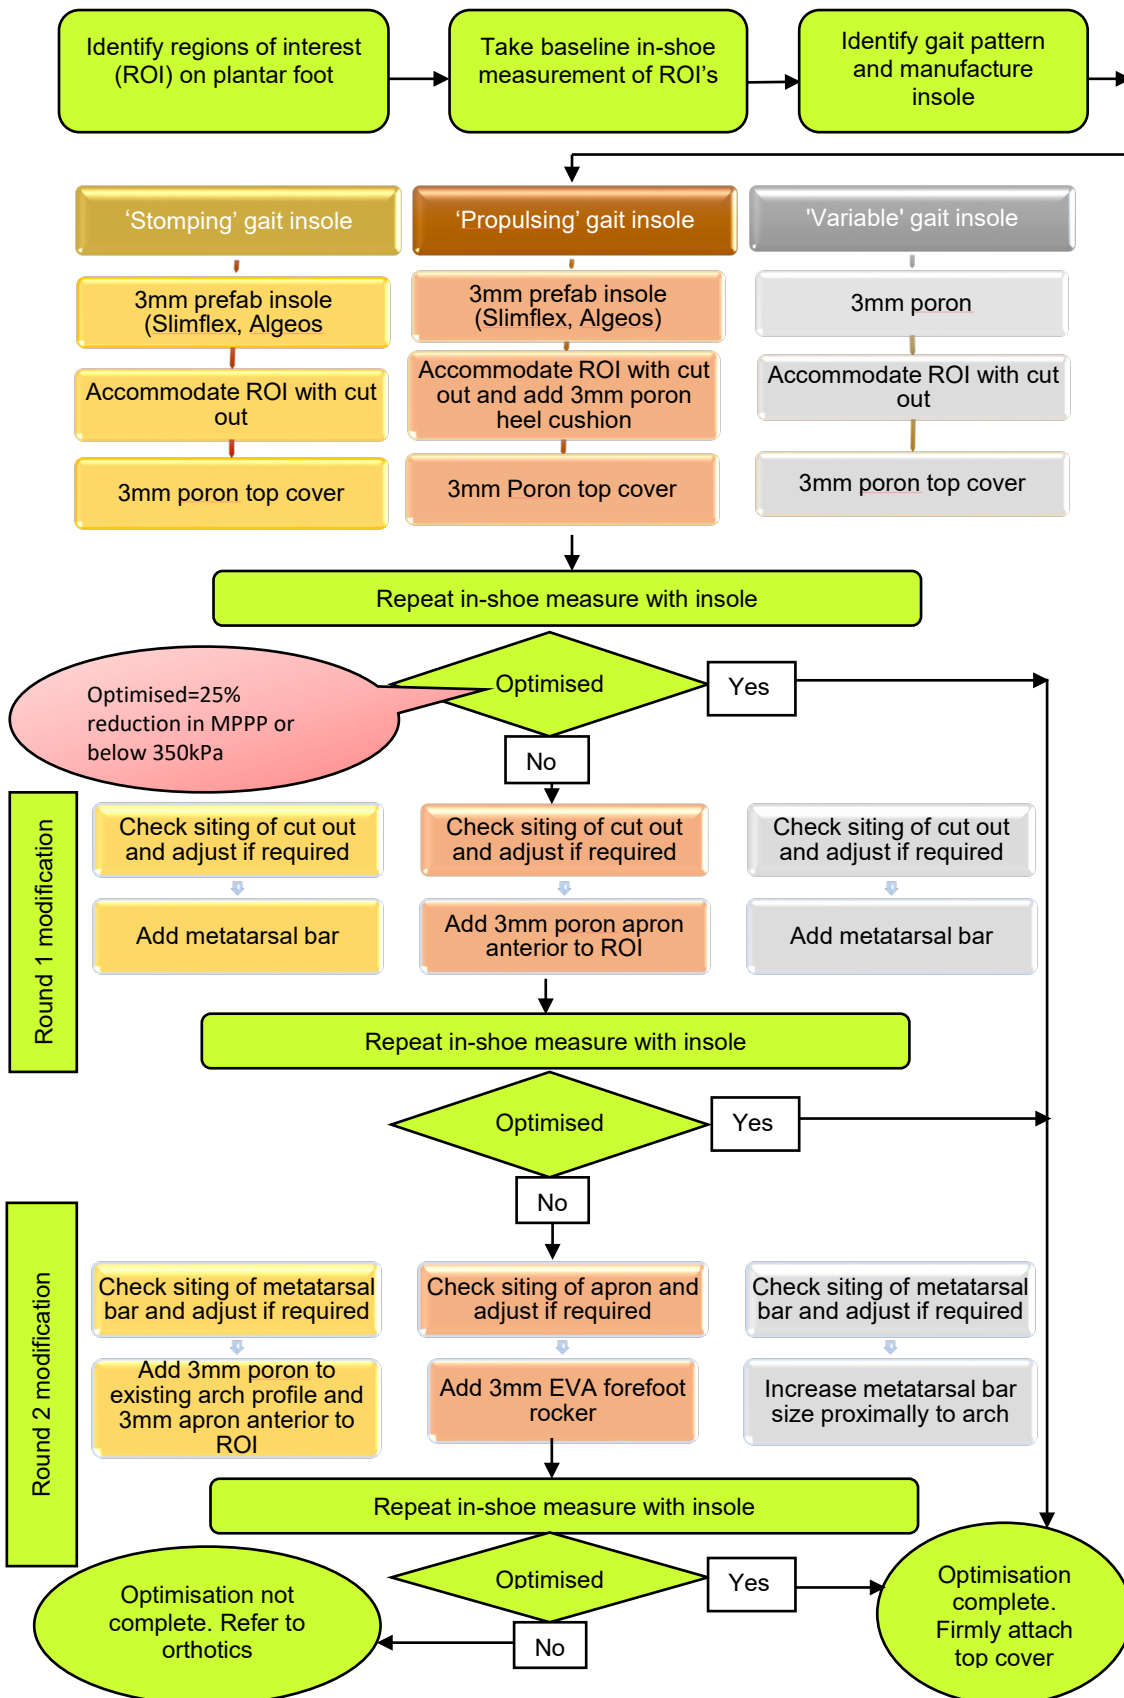 Identify regions of interest
(ROI) on plantar foot
Take baseline in-shoe
measurement of ROI's
Identify gait pattern
and manufacture
insole
‘Stomping’ gait insole
‘Propulsing’ gait insole
'Variable' gait insole
3mm prefab insole
(Slimflex, Algeos
3mm prefab insole
(Slimflex, Algeos)
3mm poron
Accommodate ROI with cut
out
Accommodate ROI with cut
out and add 3mm poron
heel cushion
Accommodate ROI with cut
out
3mm poron top cover
3mm Poron top cover
3mm poron top cover
Repeat in-shoe measure with insole
Optimised
Yes
Optimised=25%
reduction in MPPP or
below 350kPa
No
Round 1 modification
Check siting of cut out
and adjust if required
Check siting of cut out
and adjust if required
Check siting of cut out
and adjust if required
Add metatarsal bar
Add 3mm poron apron
anterior to ROI
Add metatarsal bar
Repeat in-shoe measure with insole
Optimised
Yes
No
Round 2 modification
Check siting of metatarsal
bar and adjust if required
Check siting of apron and
adjust if required
Check siting of metatarsal
bar and adjust if required
Add 3mm poron to
existing arch profile and
3mm apron anterior to
ROI
Add 3mm EVA forefoot
rocker
Increase metatarsal bar
size proximally to arch
Repeat in-shoe measure with insole
Optimised
Yes
No
Optimisation not
complete. Refer to
orthotics
Optimisation
complete.
Firmly attach
top cover